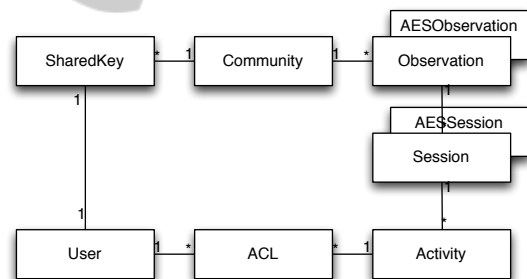 AESObservation
SharedKey * 1 Community 1 * Observation
1 1
AESSession
Session
1
1 *
User 1 * ACL * 1 Activity